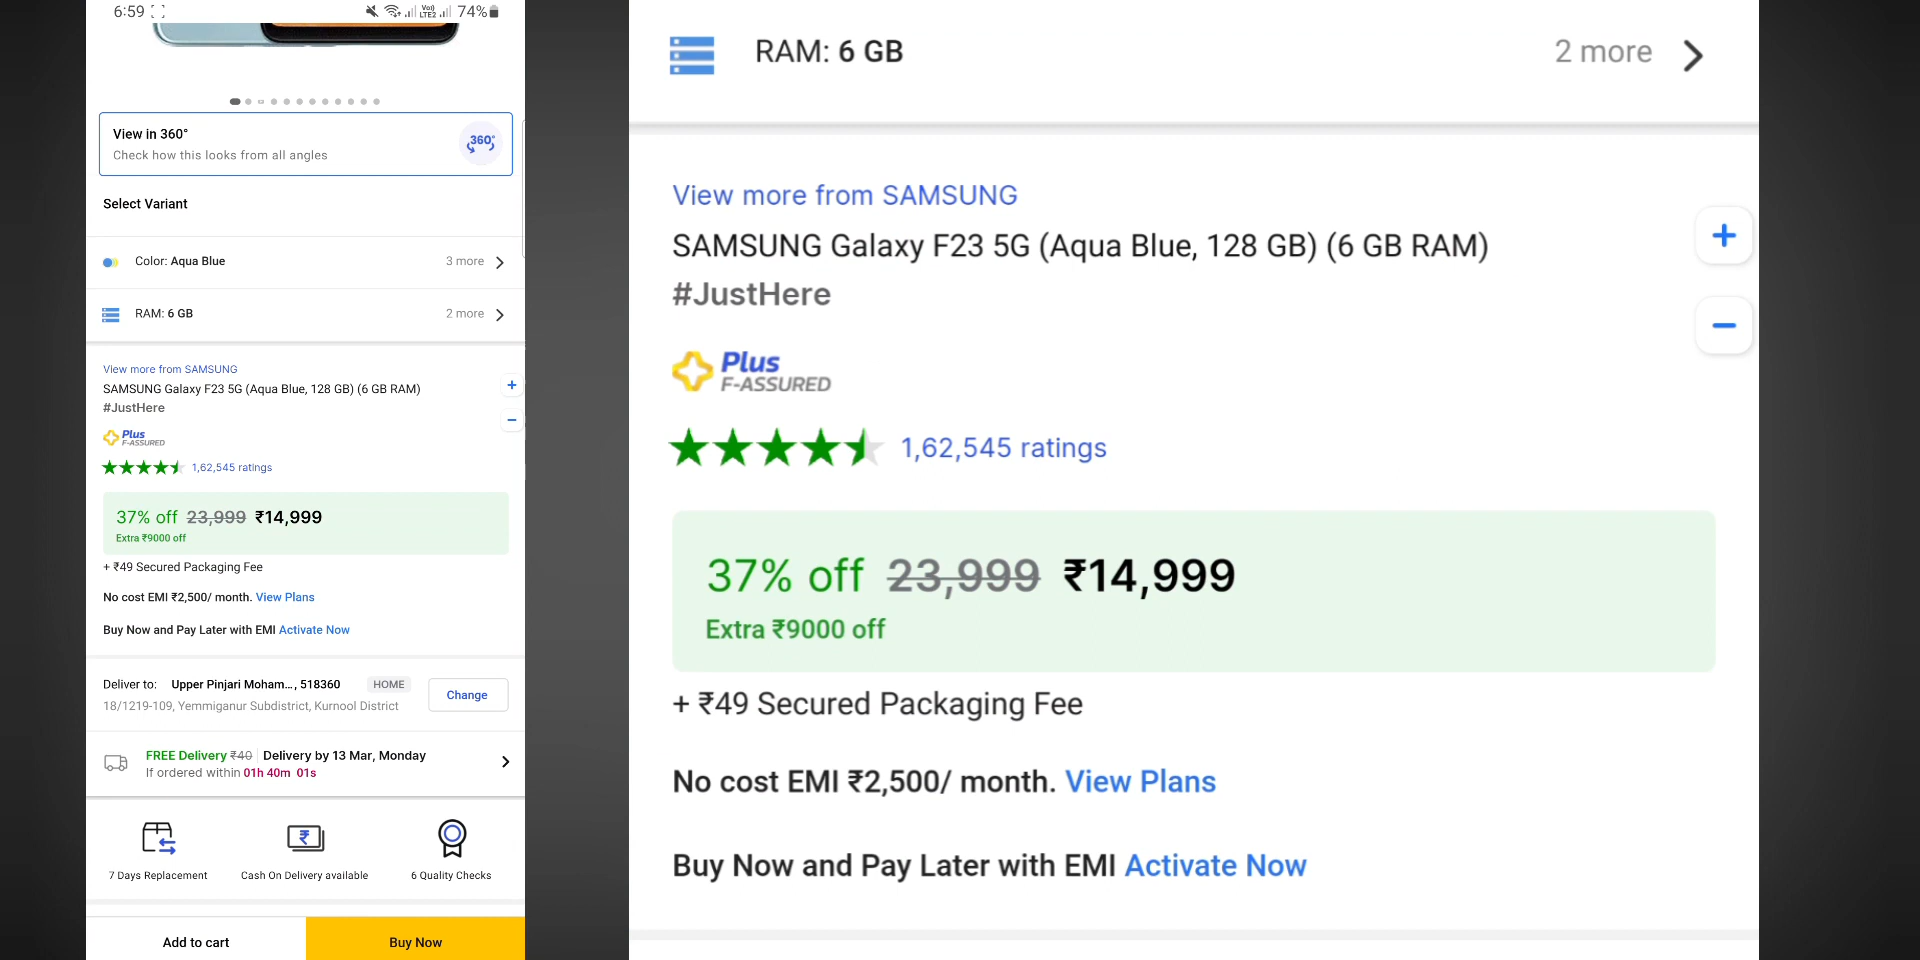 6:59
Vo))
LTE2
74%
View in 360°
Check how this looks from all angles
360°
Select Variant
Color: Aqua Blue
3 more
RAM: 6 GB
2 more
View more from SAMSUNG
SAMSUNG Galaxy F23 5G (Aqua Blue, 128 GB) (6 GB RAM)
#JustHere
+
−
Plus
F-ASSURED
1,62,545 ratings
37% off 23,999 ₹14,999
Extra ₹9000 off
+ ₹49 Secured Packaging Fee
No cost EMI ₹2,500/ month. View Plans
Buy Now and Pay Later with EMI Activate Now
Deliver to: Upper Pinjari Moham..., 518360 HOME
18/1219-109, Yemmiganur Subdistrict, Kurnool District
Change
FREE Delivery ₹40 Delivery by 13 Mar, Monday
If ordered within 01h 40m 01s
₹
7 Days Replacement
Cash On Delivery available
6 Quality Checks
Add to cart
Buy Now
RAM: 6 GB
2 more
View more from SAMSUNG
SAMSUNG Galaxy F23 5G (Aqua Blue, 128 GB) (6 GB RAM)
#JustHere
+
−
Plus
F-ASSURED
1,62,545 ratings
37% off 23,999 ₹14,999
Extra ₹9000 off
+ ₹49 Secured Packaging Fee
No cost EMI ₹2,500/ month. View Plans
Buy Now and Pay Later with EMI Activate Now